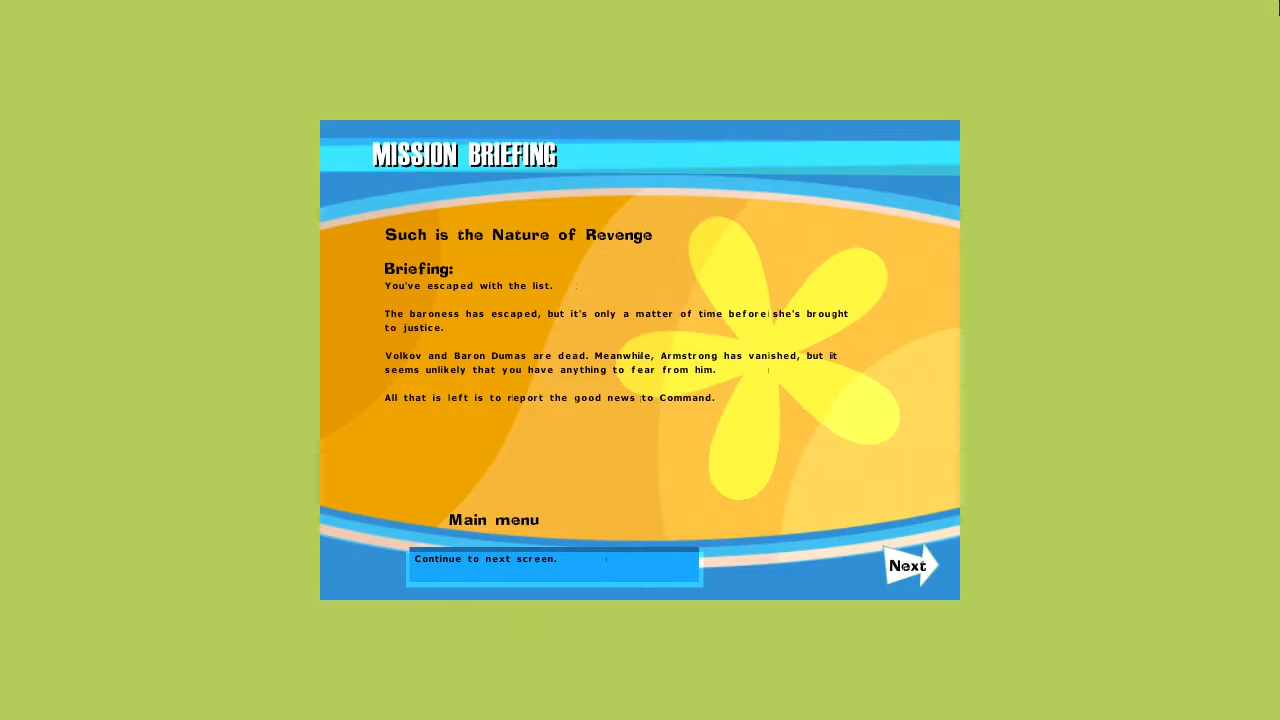 MISSION BRIEFING
Such is the Nature of Revenge
Briefing:
You've escaped with the list.
The baroness has escaped, but it's only a matter of time before she's brought
to justice.
Volkov and Baron Dumas are dead. Meanwhile, Armstrong has vanished, but it
seems unlikely that you have anything to fear from him.
All that is left is to report the good news to Command.
Main menu
Continue to next screen.
Next